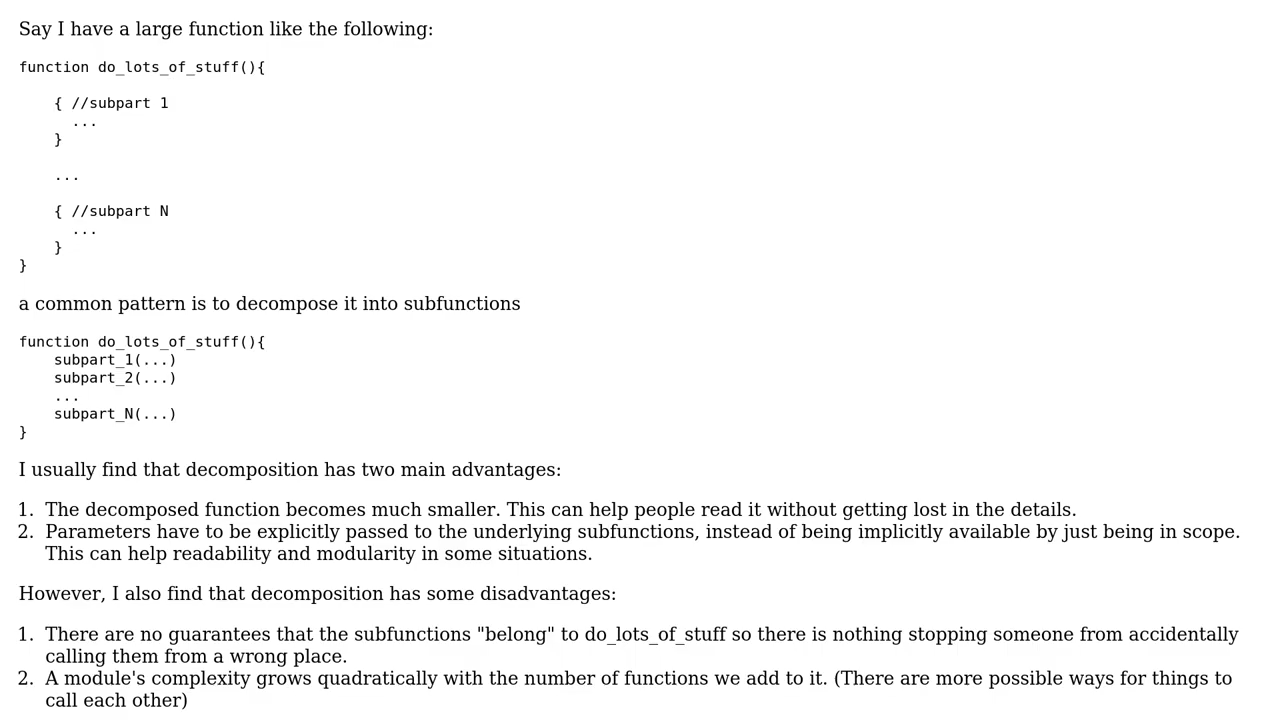 Say I have a large function like the following:
function do_lots_of_stuff(){
{ //subpart 1
...
}
...
{ //subpart N
...
}
}
a common pattern is to decompose it into subfunctions
function do_lots_of_stuff(){
subpart_1(...)
subpart_2(...)
...
subpart_N(...)
}
I usually find that decomposition has two main advantages:
1. The decomposed function becomes much smaller. This can help people read it without getting lost in the details.
2. Parameters have to be explicitly passed to the underlying subfunctions, instead of being implicitly available by just being in scope.
This can help readability and modularity in some situations.
However, I also find that decomposition has some disadvantages:
1. There are no guarantees that the subfunctions "belong" to do_lots_of_stuff so there is nothing stopping someone from accidentally
calling them from a wrong place.
2. A module's complexity grows quadratically with the number of functions we add to it. (There are more possible ways for things to
call each other)